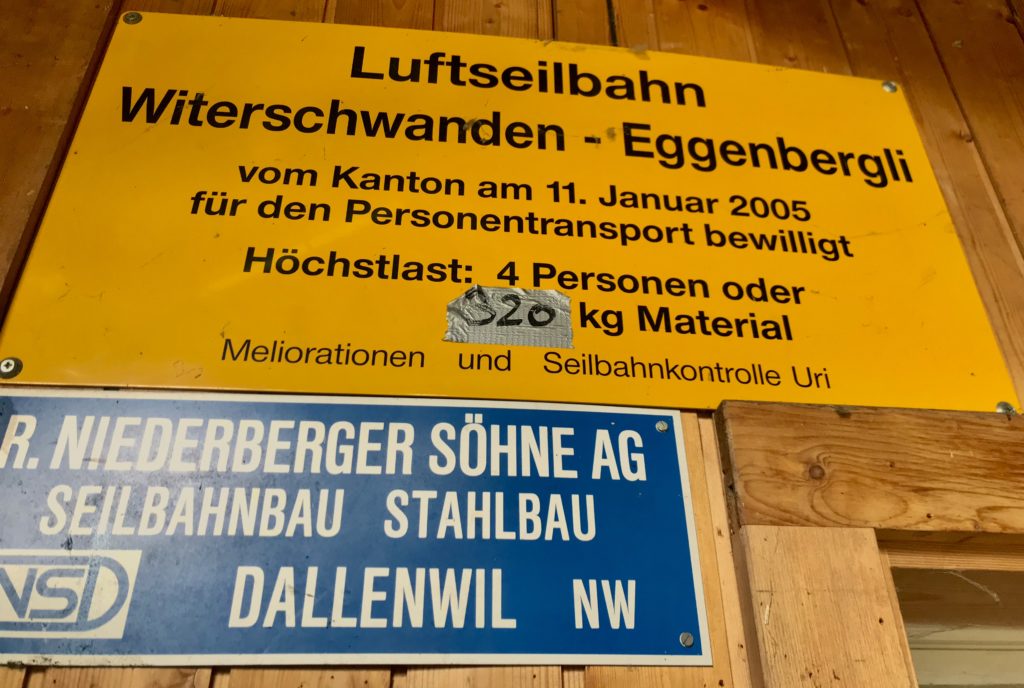 Luftseilbahn
Witerschwanden - Eggenbergli
vom Kanton am 11. Januar 2005
für den Personentransport bewilligt
Höchstlast: 4 Personen oder
320 kg Material
Meliorationen und Seilbahnkontrolle Uri
R. NIEDERBERGER SÖHNE AG
SEILBAHNBAU STAHLBAU
NSD
DALLENWIL NW